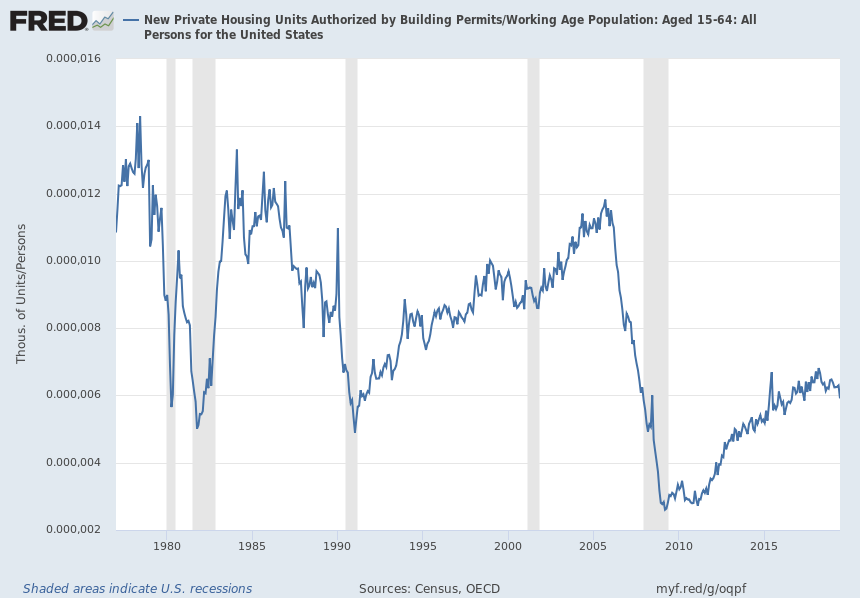 FRED
New Private Housing Units Authorized by Building Permits/Working Age Population: Aged 15-64: All
Persons for the United States
0.000,016
0.000,014
0.000,012
0.000,010
0.000,008
0.000,006
0.000,004
0.000,002
Thous. of Units/Persons
1980 1985 1990 1995 2000 2005 2010 2015
Shaded areas indicate U.S. recessions Sources: Census, OECD myf.red/g/oqpf